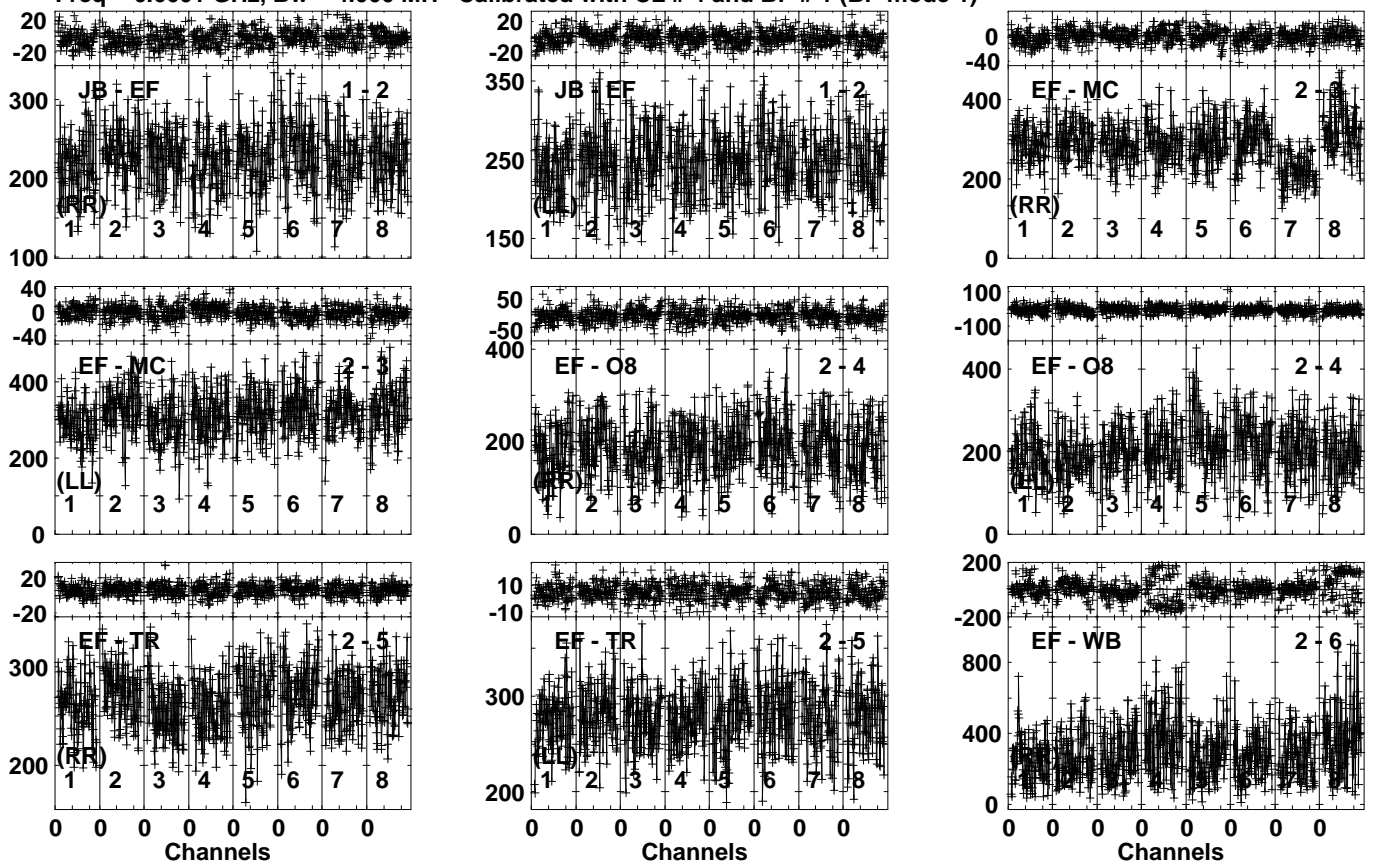 20
-20
JB - EF 1 - 2
300
200
(RR)
1 2 3 4 5 6 7 8
100
20
-20
350
JB - EF 1 - 2
250
(LL)
1 2 3 4 5 6 7 8
150
0
-40
400
EF - MC 2 - 3
200
(RR)
1 2 3 4 5 6 7 8
0
40
0
-40
EF - MC 2 - 3
400
200
(LL)
1 2 3 4 5 6 7 8
0
50
-50
400
EF - O8 2 - 4
200
(RR)
1 2 3 4 5 6 7 8
0
100
-100
EF - O8 2 - 4
400
200
(LL)
1 2 3 4 5 6 7 8
0
20
-20
EF - TR 2 - 5
300
(RR)
200
1 2 3 4 5 6 7 8
0 0 0 0 0 0 0 0
Channels
10
-10
EF - TR 2 - 5
300
(LL)
1 2 3 4 5 6 7 8
200
0 0 0 0 0 0 0 0
Channels
200
-200
EF - WB 2 - 6
800
400
0
0 0 0 0 0 0 0 0
Channels